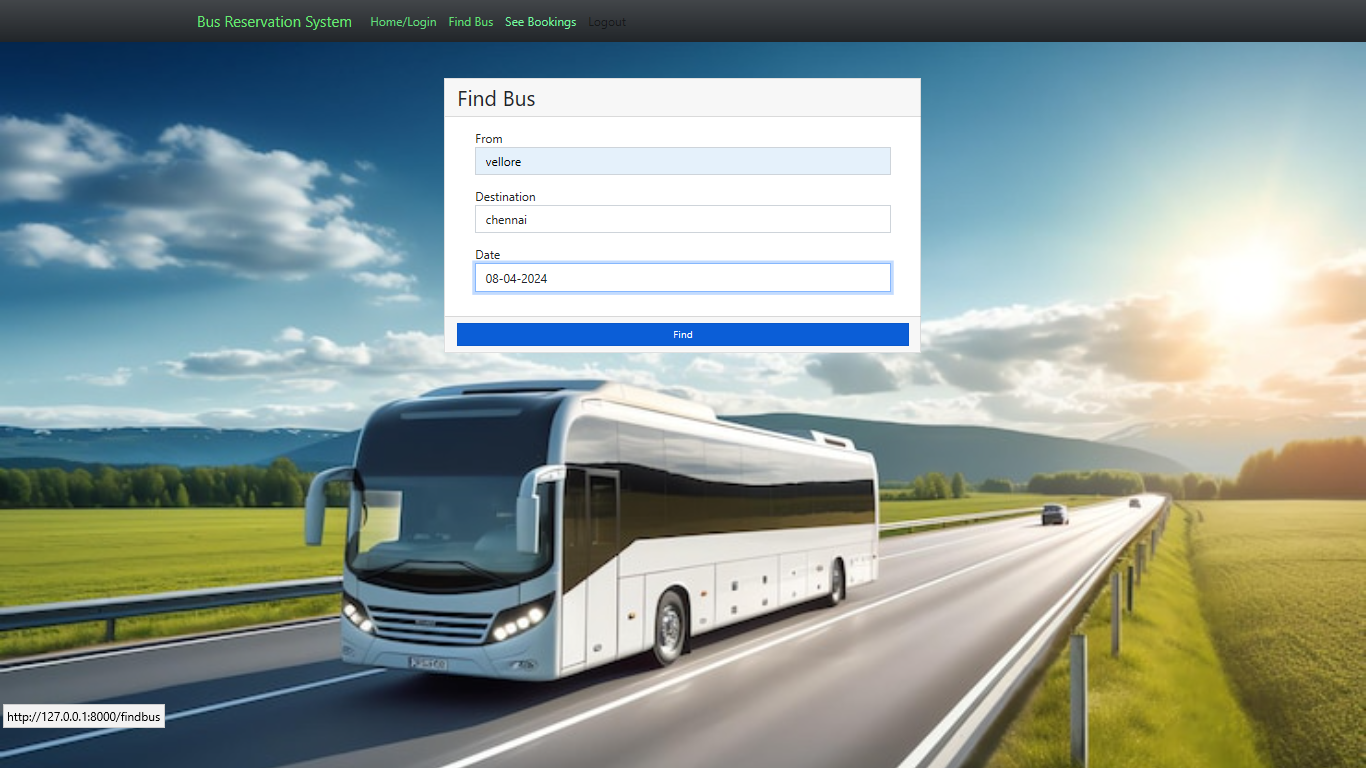 Bus Reservation System Home/Login Find Bus See Bookings Logout
Find Bus
From
vellore
Destination
chennai
Date
08-04-2024
Find
http://127.0.0.1:8000/findbus